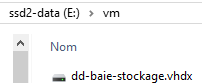 ssd2-data (E:) > vm
Nom
dd-baie-stockage.vhdx